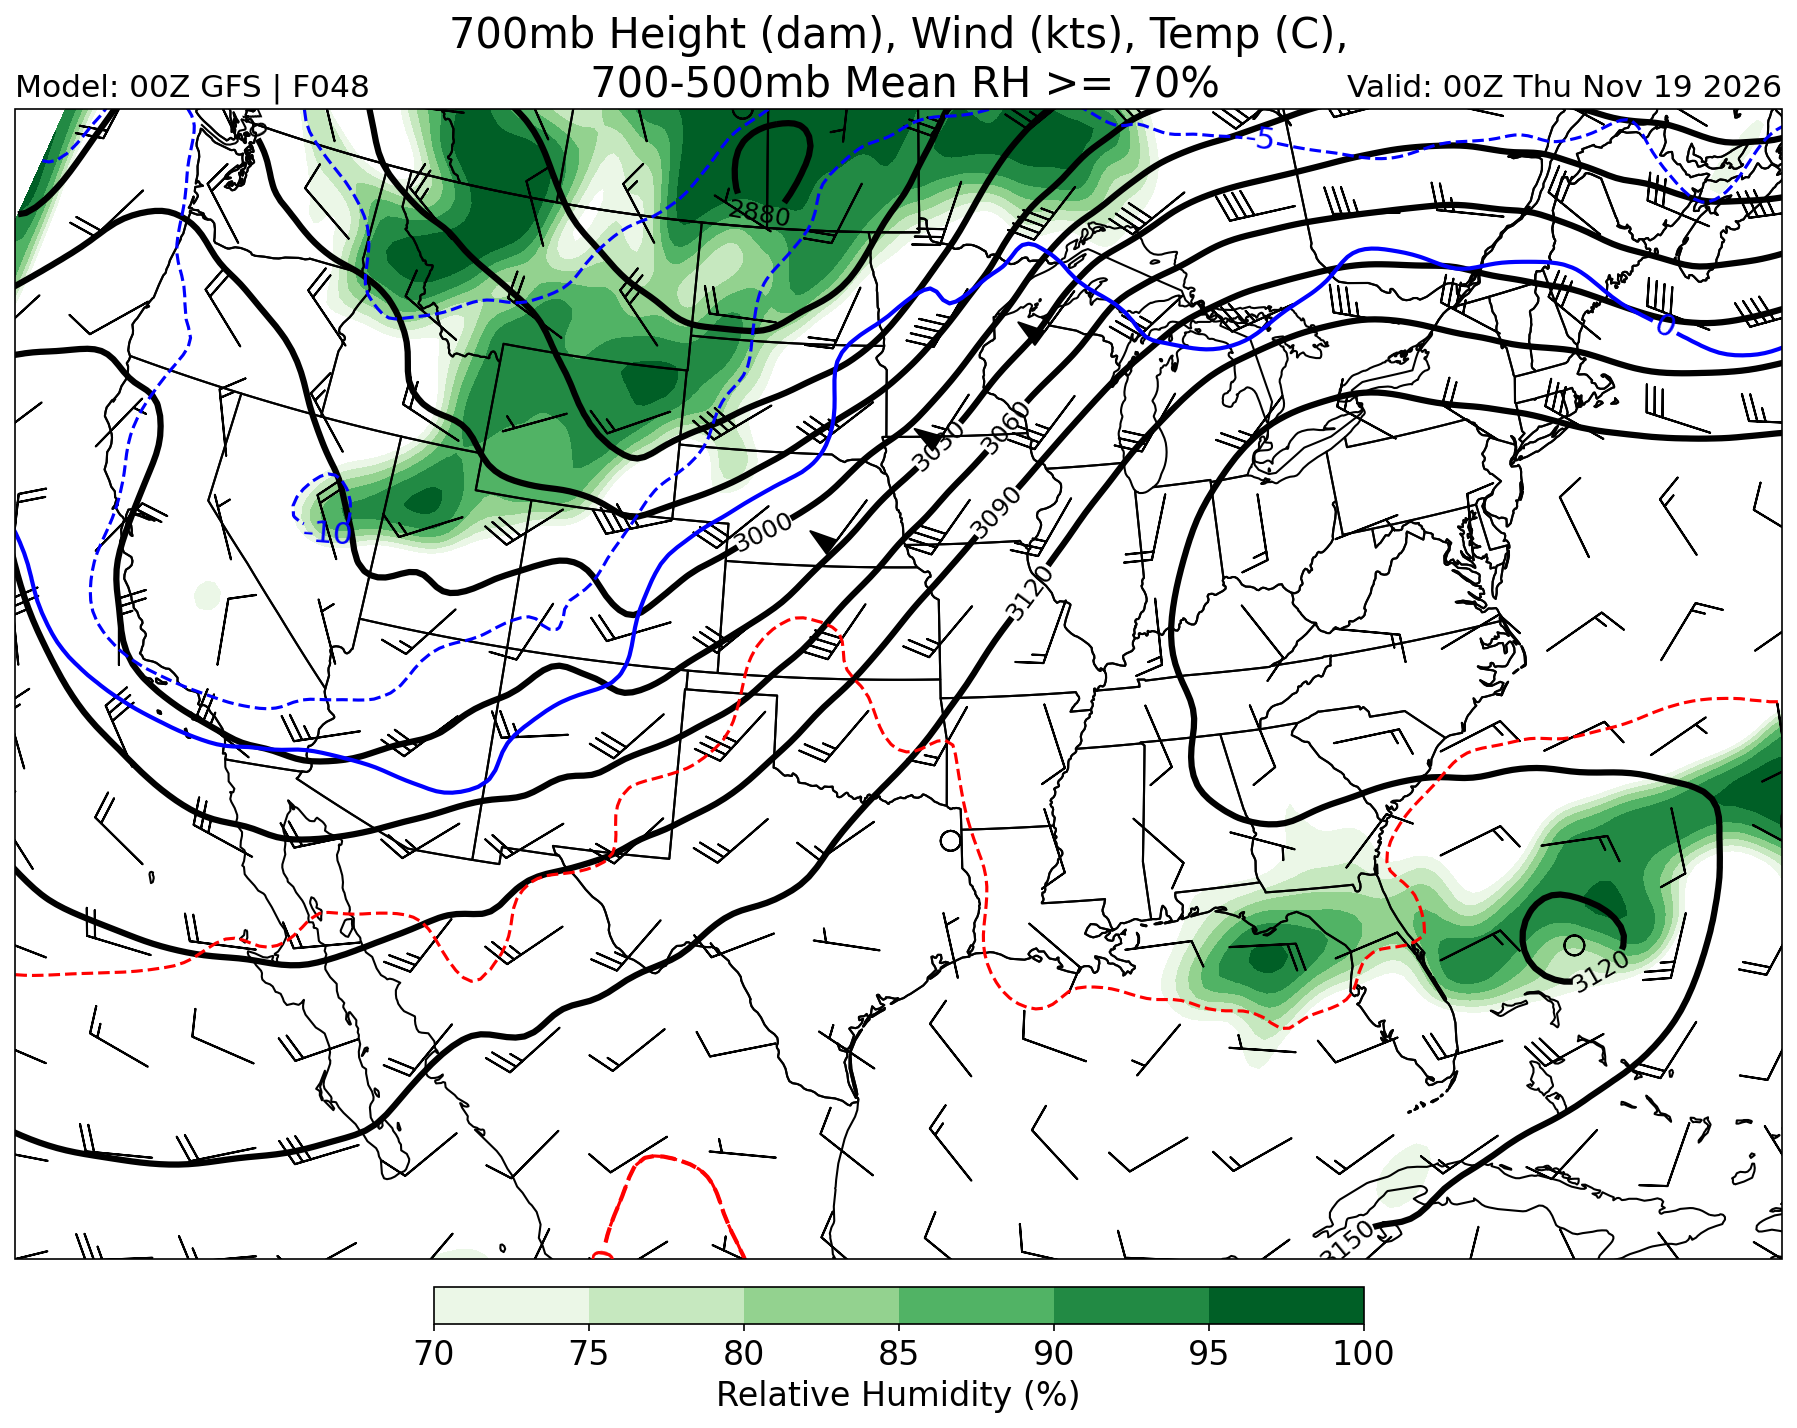 700mb Height (dam), Wind (kts), Temp (C),
Model: 00Z GFS | F048
700-500mb Mean RH >= 70%
Valid: 00Z Thu Nov 19 2026
-5
2880
0
3030
3060
3000
3090
-10
3120
3120
3150
0
70 75 80 85 90 95 100
Relative Humidity (%)